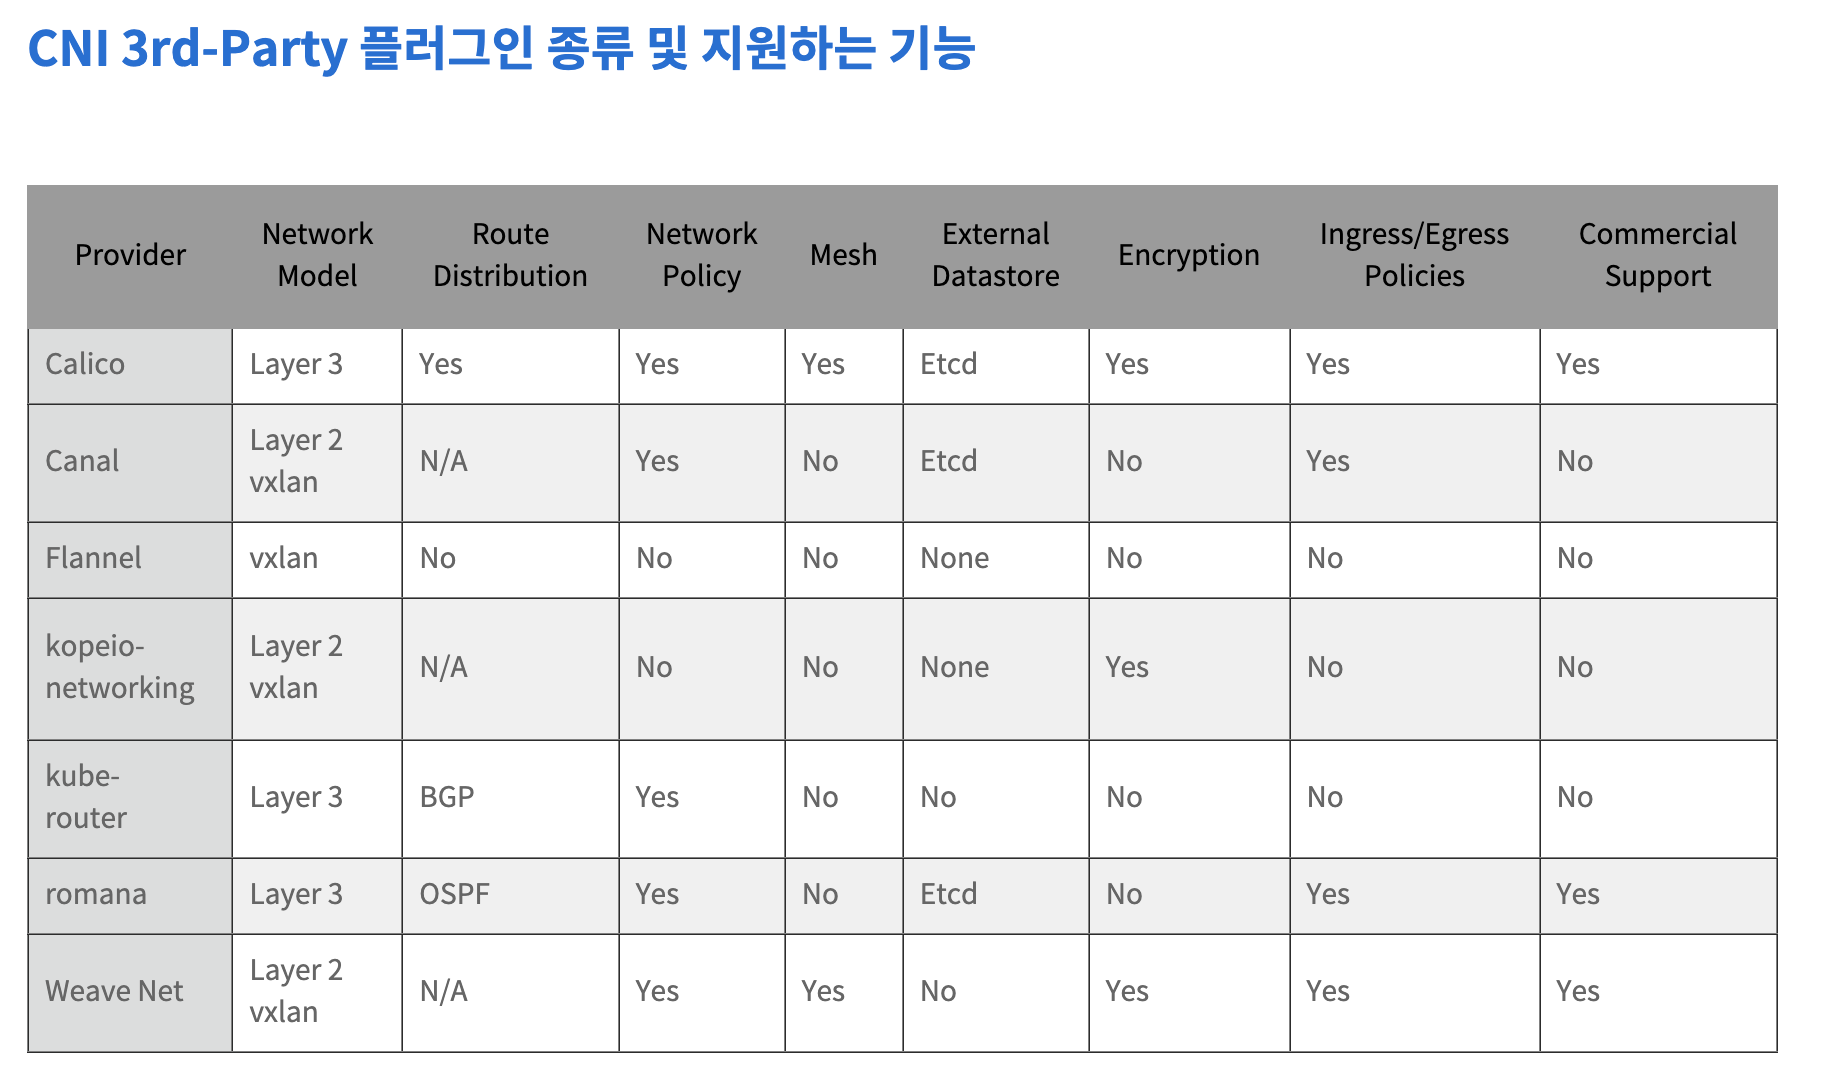 CNI 3rd-Party 플러그인 종류 및 지원하는 기능
Provider
Network
Model
Route
Distribution
Network
Policy
Mesh
External
Datastore
Encryption
Ingress/Egress
Policies
Commercial
Support
Calico
Layer 3
Yes
Yes
Yes
Etcd
Yes
Yes
Yes
Canal
Layer 2
vxlan
N/A
Yes
No
Etcd
No
Yes
No
Flannel
vxlan
No
No
No
None
No
No
No
kopeio-
networking
Layer 2
vxlan
N/A
No
No
None
Yes
No
No
kube-
router
Layer 3
BGP
Yes
No
No
No
No
No
romana
Layer 3
OSPF
Yes
No
Etcd
No
Yes
Yes
Weave Net
Layer 2
vxlan
N/A
Yes
Yes
No
Yes
Yes
Yes